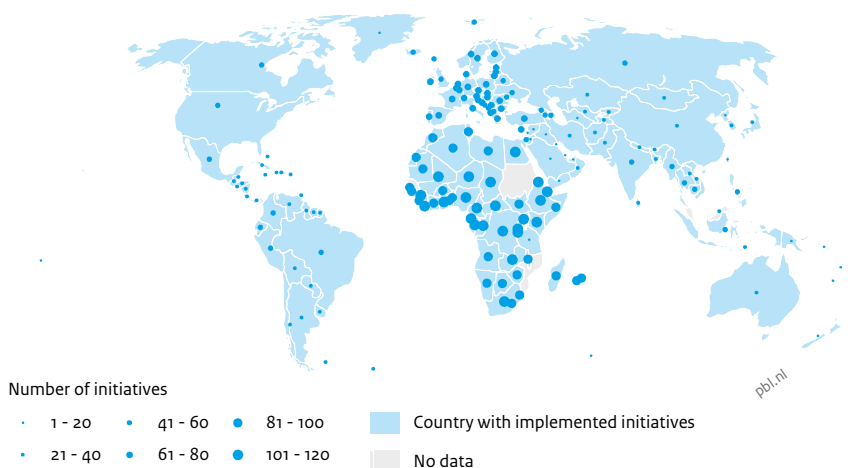 pbl.nl
Number of initiatives
1 - 20
41 - 60
81 - 100
Country with implemented initiatives
21 - 40
61 - 80
101 - 120
No data